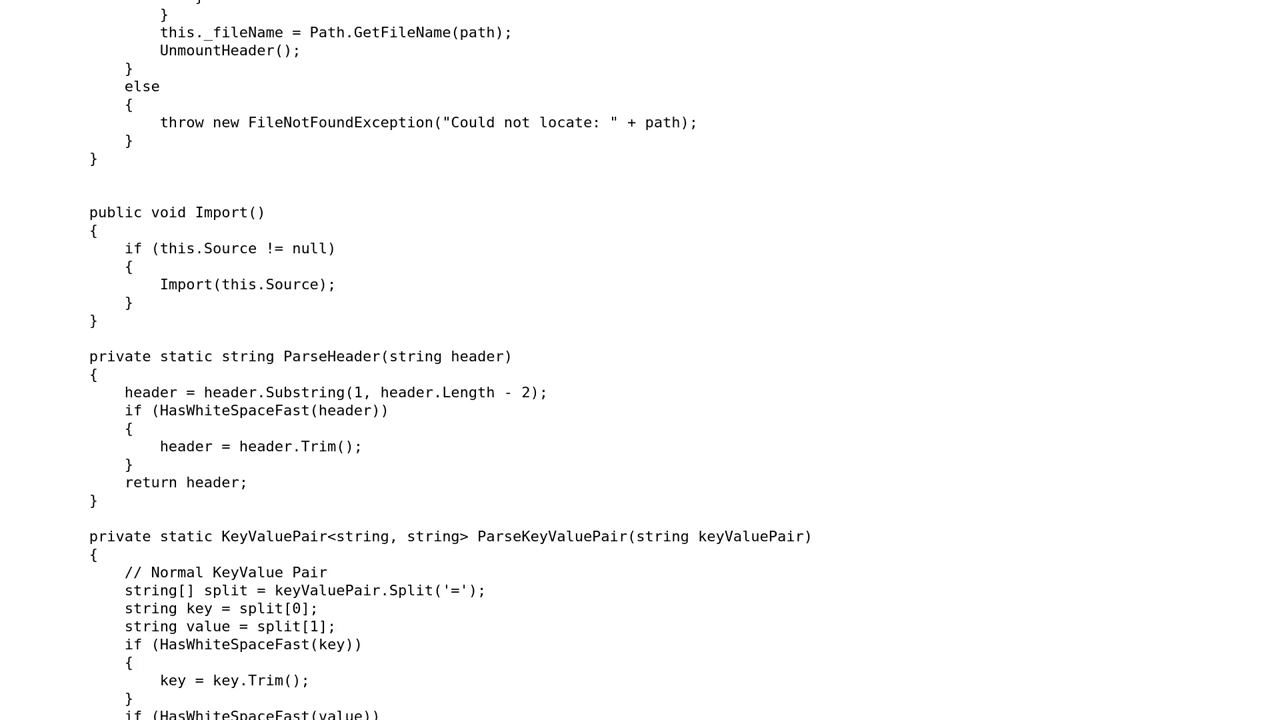 }
}
this._fileName = Path.GetFileName(path);
UnmountHeader();
}
else
{
throw new FileNotFoundException("Could not locate: " + path);
}
}
public void Import()
{
if (this.Source != null)
{
Import(this.Source);
}
}
private static string ParseHeader(string header)
{
header = header.Substring(1, header.Length - 2);
if (HasWhiteSpaceFast(header))
{
header = header.Trim();
}
return header;
}
private static KeyValuePair<string, string> ParseKeyValuePair(string keyValuePair)
{
// Normal KeyValue Pair
string[] split = keyValuePair.Split('=');
string key = split[0];
string value = split[1];
if (HasWhiteSpaceFast(key))
{
key = key.Trim();
}
if (HasWhiteSpaceFast(value))